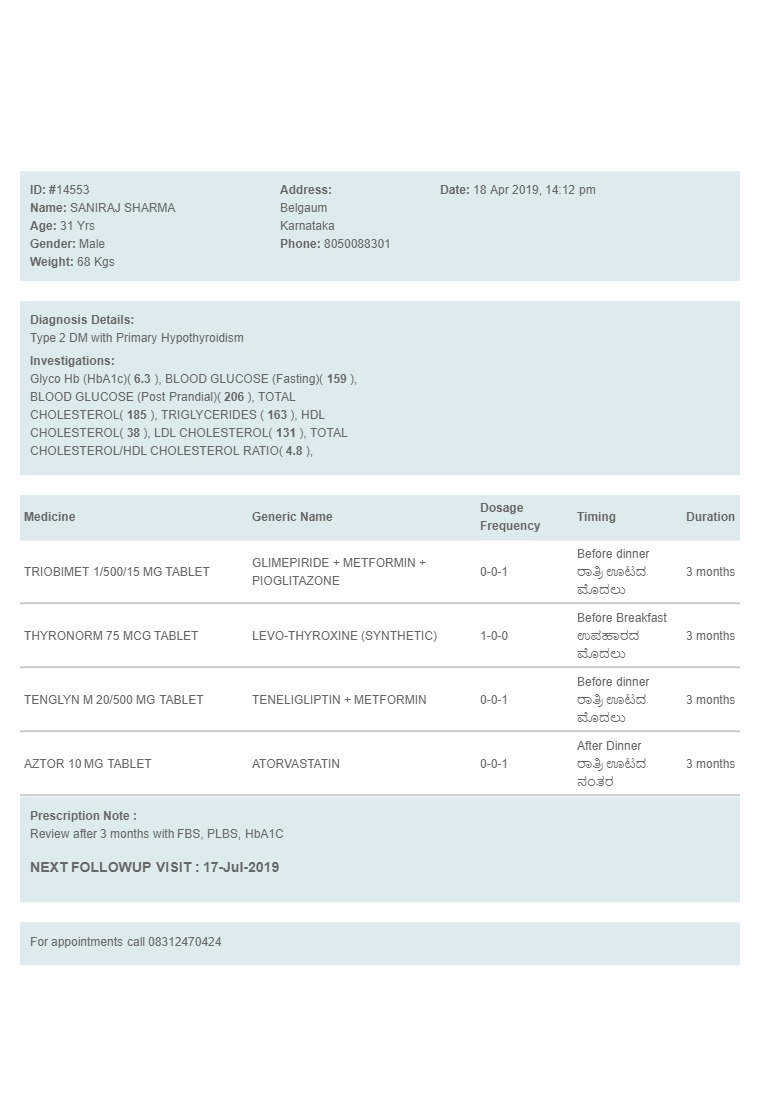 ID: #14553
Name: SANIRAJ SHARMA
Age: 31 Yrs
Gender: Male
Weight: 68 Kgs
Address:
Belgaum
Karnataka
Phone: 8050088301
Date: 18 Apr 2019, 14:12 pm
Diagnosis Details:
Type 2 DM with Primary Hypothyroidism
Investigations:
Glyco Hb (HbA1c)( 6.3 ), BLOOD GLUCOSE (Fasting)( 159 ),
BLOOD GLUCOSE (Post Prandial)( 206 ), TOTAL
CHOLESTEROL( 185 ), TRIGLYCERIDES ( 163 ), HDL
CHOLESTEROL( 38 ), LDL CHOLESTEROL( 131 ), TOTAL
CHOLESTEROL/HDL CHOLESTEROL RATIO( 4.8 ),
Medicine
Generic Name
Dosage
Frequency
Timing
Duration
TRIOBIMET 1/500/15 MG TABLET
GLIMEPIRIDE + METFORMIN +
PIOGLITAZONE
0-0-1
Before dinner
ರಾತ್ರಿ ಊಟದ
ಮೊದಲು
3 months
THYRONORM 75 MCG TABLET
LEVO-THYROXINE (SYNTHETIC)
1-0-0
Before Breakfast
ಉಪಹಾರದ
ಮೊದಲು
3 months
TENGLYN M 20/500 MG TABLET
TENELIGLIPTIN + METFORMIN
0-0-1
Before dinner
ರಾತ್ರಿ ಊಟದ
ಮೊದಲು
3 months
AZTOR 10 MG TABLET
ATORVASTATIN
0-0-1
After Dinner
ರಾತ್ರಿ ಊಟದ
ನಂತರ
3 months
Prescription Note :
Review after 3 months with FBS, PLBS, HbA1C
NEXT FOLLOWUP VISIT : 17-Jul-2019
For appointments call 08312470424